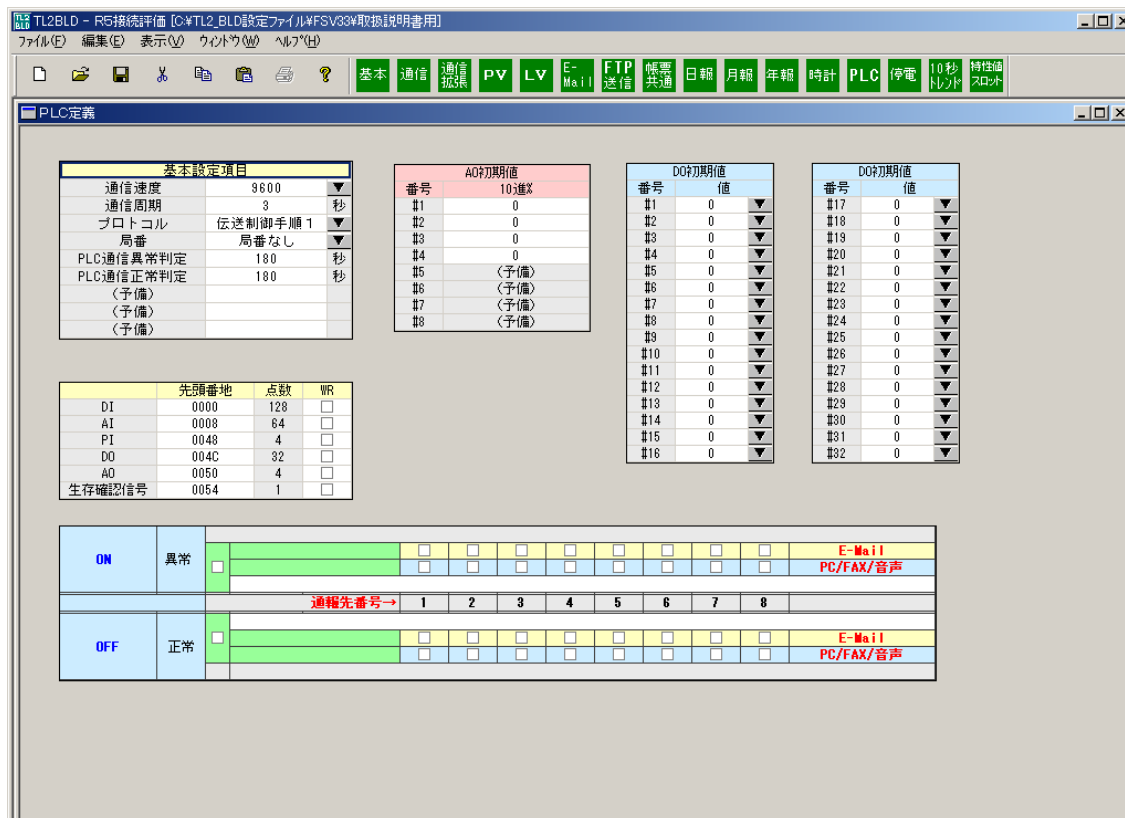 TL2BLD - R5接続評価 [C:¥TL2_BLD設定ファイル¥FSV33¥取扱説明書用]
ファイル(F) 編集(E) 表示(V) ウィンドウ(W) ヘルプ(H)
基本 通信 通信拡張 PV LV E-Mail FTP送信 帳票共通 日報 月報 年報 時計 PLC 停電 10秒トレンド 特性値スロット
PLC定義
基本設定項目
通信速度 9600 ▼
通信周期 3 秒
プロトコル 伝送制御手順1 ▼
局番 局番なし ▼
PLC通信異常判定 180 秒
PLC通信正常判定 180 秒
(予備)
(予備)
(予備)
AO初期値
番号 10進%
#1 0
#2 0
#3 0
#4 0
#5 (予備)
#6 (予備)
#7 (予備)
#8 (予備)
DO初期値
番号 値
#1 0 ▼
#2 0 ▼
#3 0 ▼
#4 0 ▼
#5 0 ▼
#6 0 ▼
#7 0 ▼
#8 0 ▼
#9 0 ▼
#10 0 ▼
#11 0 ▼
#12 0 ▼
#13 0 ▼
#14 0 ▼
#15 0 ▼
#16 0 ▼
DO初期値
番号 値
#17 0 ▼
#18 0 ▼
#19 0 ▼
#20 0 ▼
#21 0 ▼
#22 0 ▼
#23 0 ▼
#24 0 ▼
#25 0 ▼
#26 0 ▼
#27 0 ▼
#28 0 ▼
#29 0 ▼
#30 0 ▼
#31 0 ▼
#32 0 ▼
先頭番地 点数 WR
DI 0000 128
AI 0008 64
PI 0048 4
DO 004C 32
AO 0050 4
生存確認信号 0054 1
ON 異常
E-Mail
PC/FAX/音声
通報先番号→ 1 2 3 4 5 6 7 8
OFF 正常
E-Mail
PC/FAX/音声